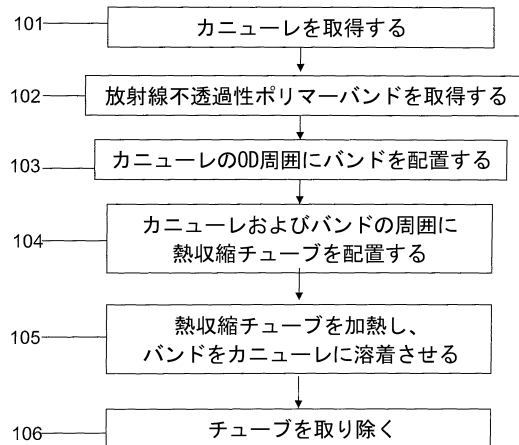 101
カニューレを取得する
102
放射線不透過性ポリマーバンドを取得する
103
カニューレのOD周囲にバンドを配置する
104
カニューレおよびバンドの周囲に
熱収縮チューブを配置する
105
熱収縮チューブを加熱し、
バンドをカニューレに溶着させる
106
チューブを取り除く